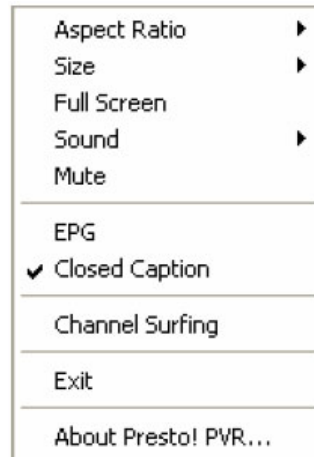 Aspect Ratio
Size
Full Screen
Sound
Mute
EPG
Closed Caption
Channel Surfing
Exit
About Presto! PVR...